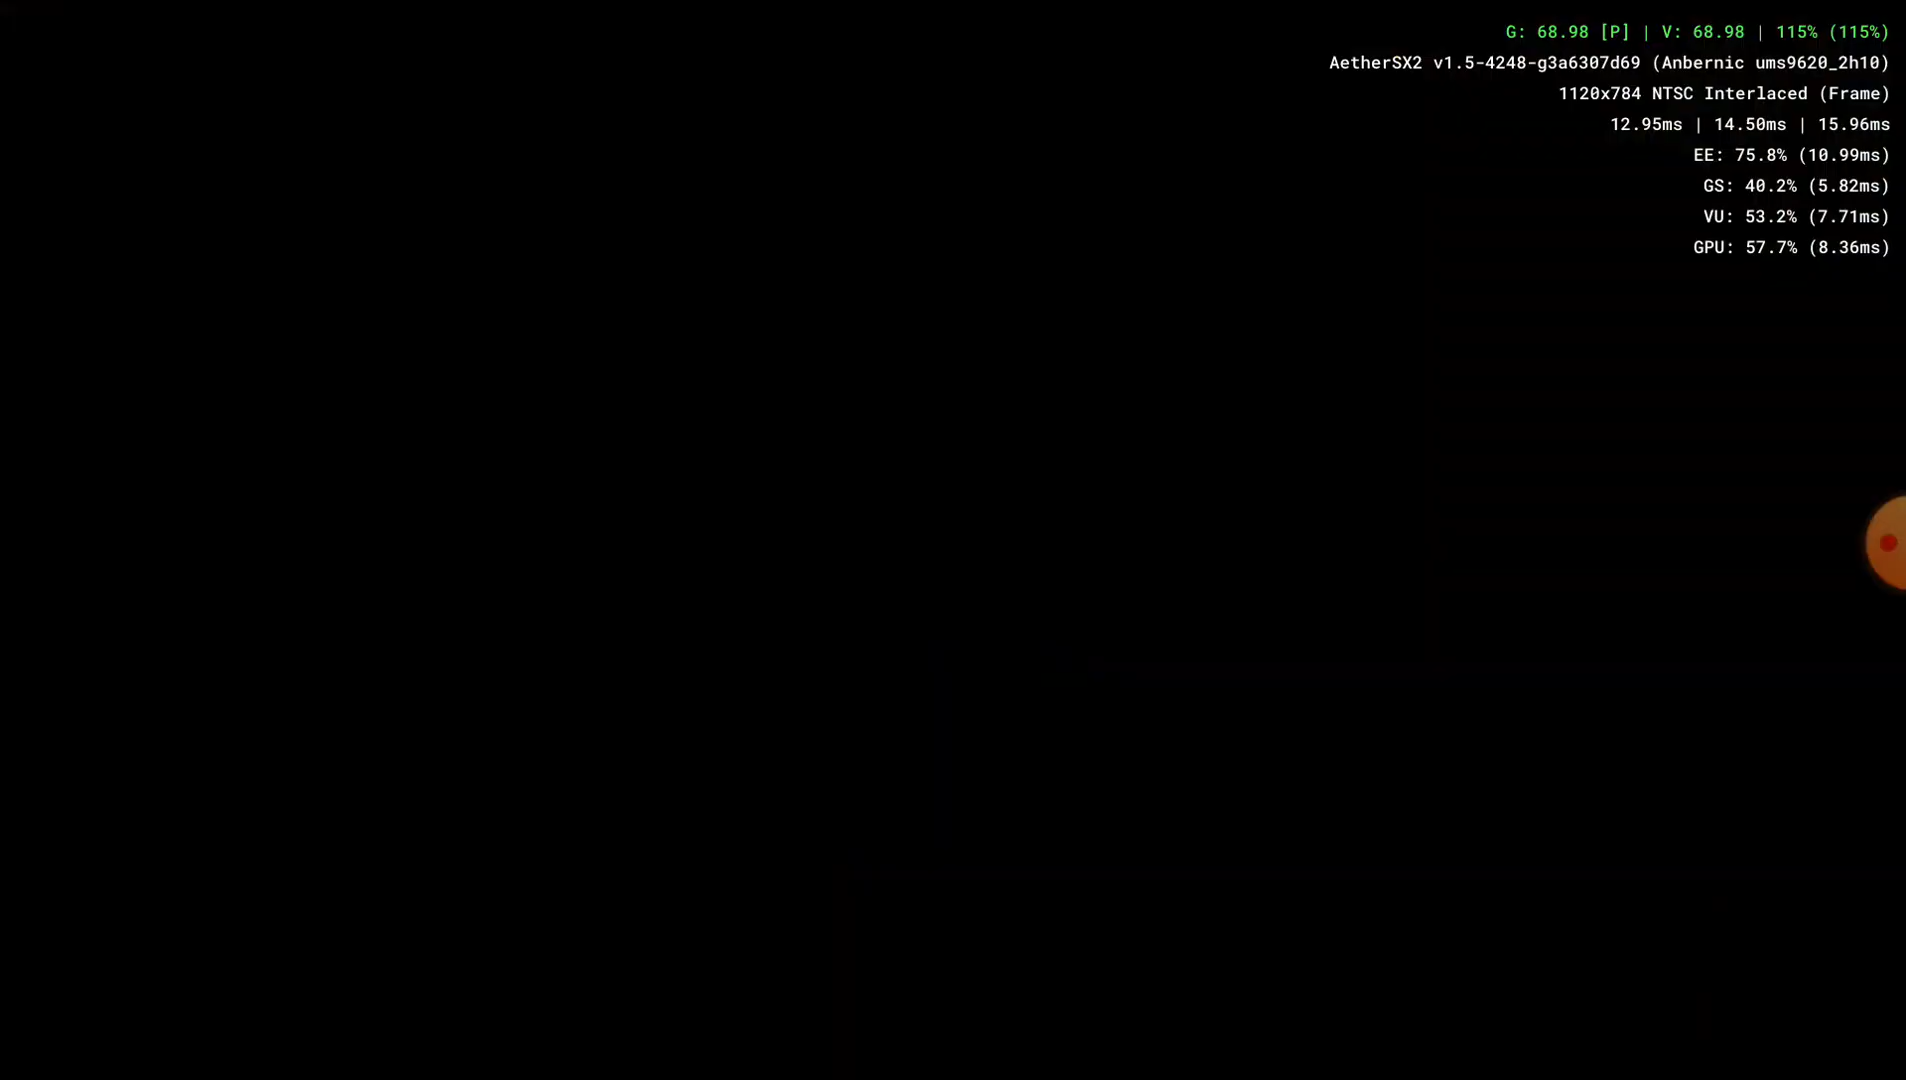 G: 68.98 [P] | V: 68.98 | 115% (115%)
AetherSX2 v1.5-4248-g3a6307d69 (Anbernic ums9620_2h10)
1120x784 NTSC Interlaced (Frame)
12.95ms | 14.50ms | 15.96ms
EE: 75.8% (10.99ms)
GS: 40.2% (5.82ms)
VU: 53.2% (7.71ms)
GPU: 57.7% (8.36ms)